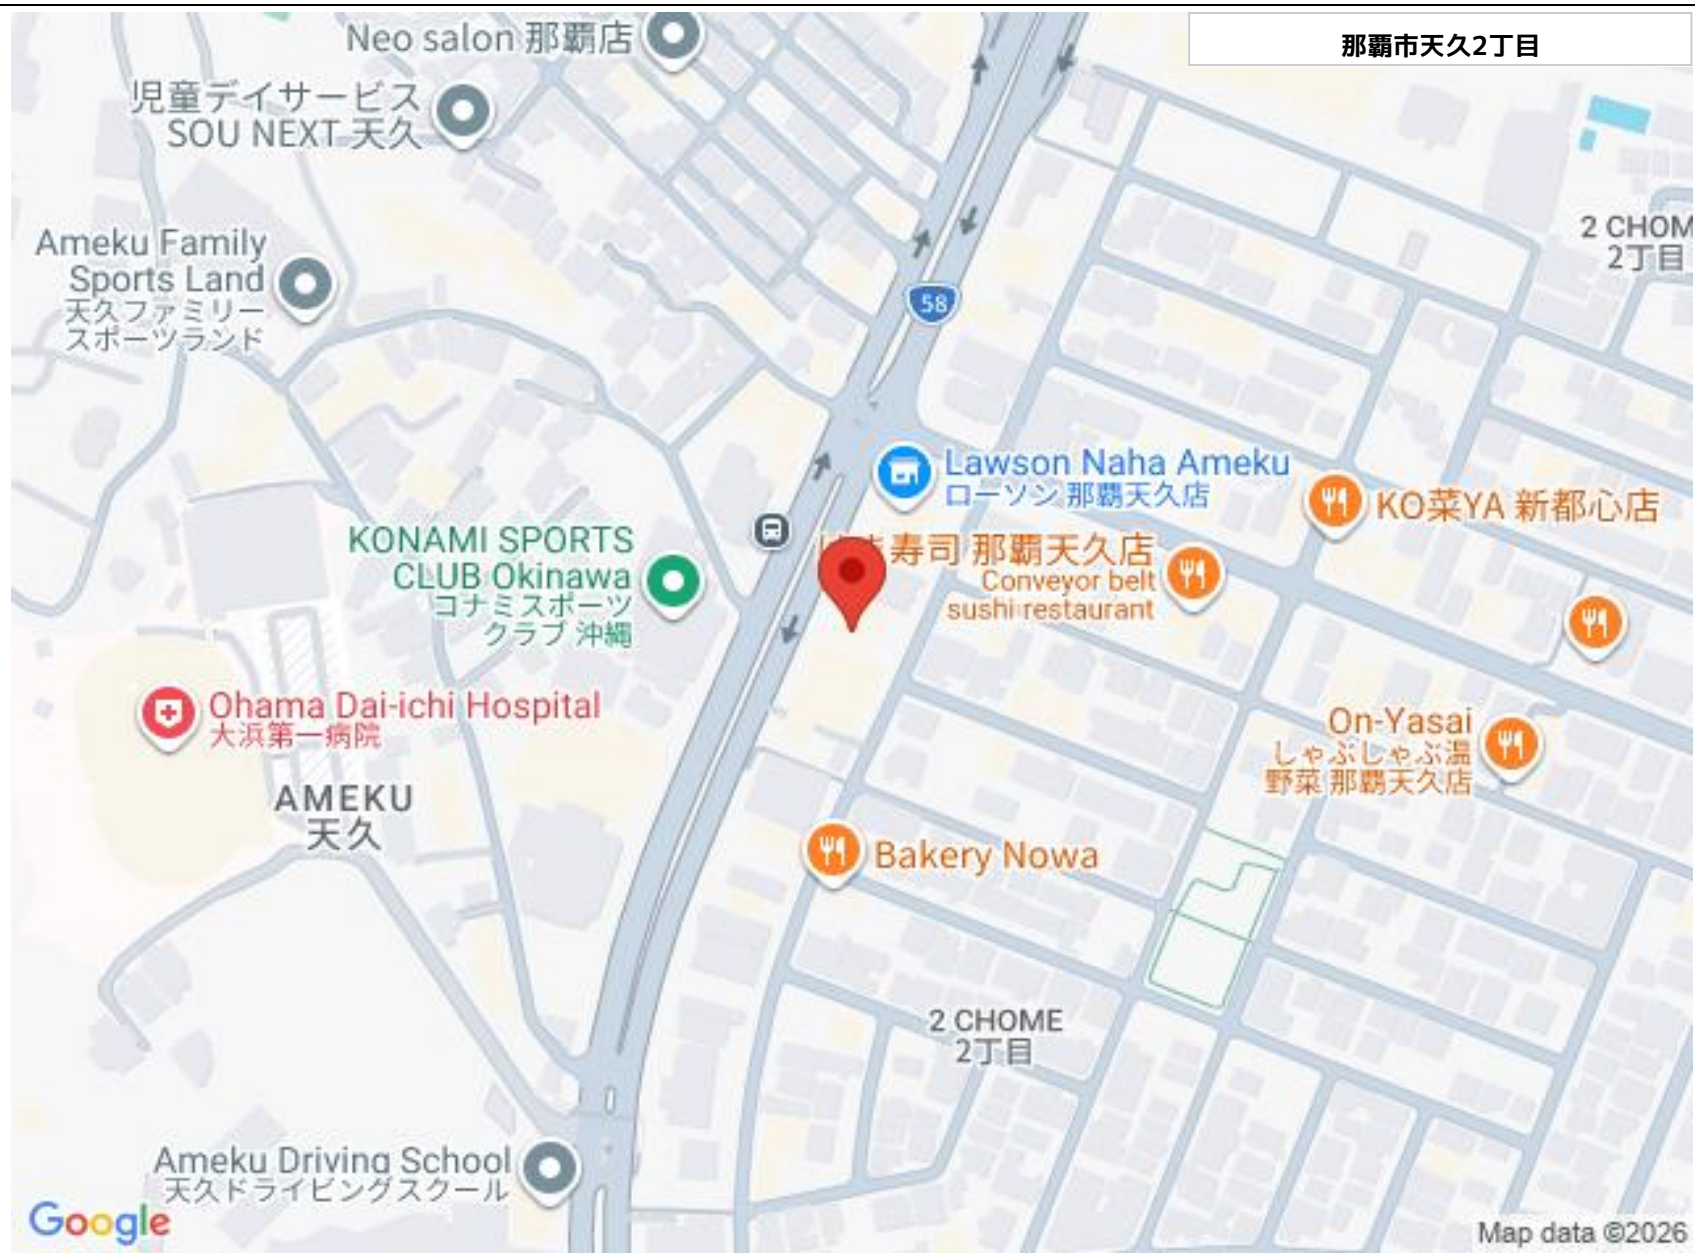 那覇市天久2丁目
Neo salon 那覇店
児童デイサービス
SOU NEXT 天久
2 CHOM
2丁目
Ameku Family
Sports Land
天久ファミリー
スポーツランド
58
Lawson Naha Ameku
ローソン 那覇天久店
KO菜YA 新都心店
KONAMI SPORTS
CLUB Okinawa
コナミスポーツ
クラブ 沖縄
寿司 那覇天久店
Conveyor belt
sushi restaurant
Ohama Dai-ichi Hospital
大浜第一病院
On-Yasai
しゃぶしゃぶ温
野菜 那覇天久店
AMEKU
天久
Bakery Nowa
2 CHOME
2丁目
Ameku Driving School
天久ドライビングスクール
Google
Map data ©2026